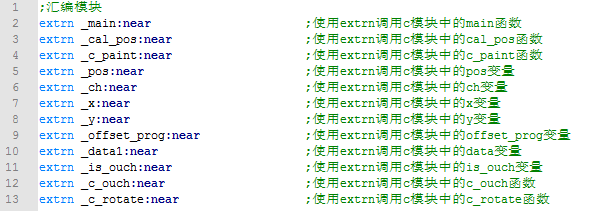 1 ;汇编模块
2 extrn _main:near ;使用extrn调用c模块中的main函数
3 extrn _cal_pos:near ;使用extrn调用c模块中的cal_pos函数
4 extrn _c_paint:near ;使用extrn调用c模块中的c_paint函数
5 extrn _pos:near ;使用extrn调用c模块中的pos变量
6 extrn _ch:near ;使用extrn调用c模块中的ch变量
7 extrn _x:near ;使用extrn调用c模块中的x变量
8 extrn _y:near ;使用extrn调用c模块中的y变量
9 extrn _offset_prog:near ;使用extrn调用c模块中的offset_prog变量
10 extrn _data1:near ;使用extrn调用c模块中的data变量
11 extrn _is_ouch:near ;使用extrn调用c模块中的is_ouch变量
12 extrn _c_ouch:near ;使用extrn调用c模块中的c_ouch函数
13 extrn _c_rotate:near ;使用extrn调用c模块中的c_rotate函数